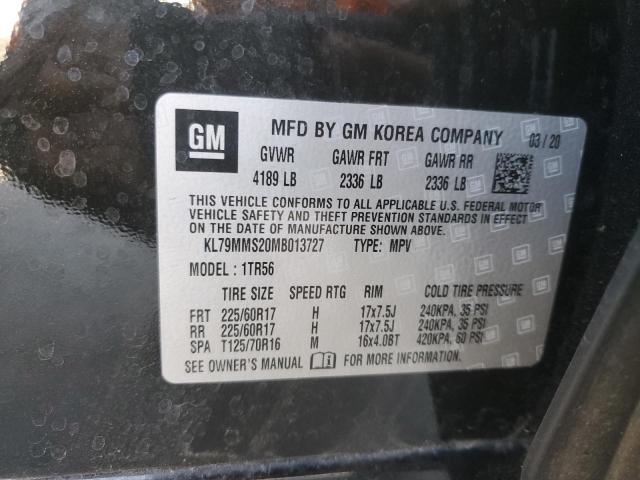 GM MFD BY GM KOREA COMPANY 03/20
GVWR GAWR FRT GAWR RR
4189 LB 2336 LB 2336 LB
THIS VEHICLE CONFORMS TO ALL APPLICABLE U.S. FEDERAL MOTOR
VEHICLE SAFETY AND THEFT PREVENTION STANDARDS IN EFFECT
ON THE DATE OF MANUFACTURE SHOWN ABOVE.
KL79MMS20MB013727 TYPE: MPV
MODEL: 1TR56
TIRE SIZE SPEED RTG RIM COLD TIRE PRESSURE
FRT 225/60R17 H 17x7.5J 240KPA, 35 PSI
RR 225/60R17 H 17x7.5J 240KPA, 35 PSI
SPA T125/70R16 M 16x4.0BT 420KPA, 60 PSI
SEE OWNER'S MANUAL FOR MORE INFORMATION.